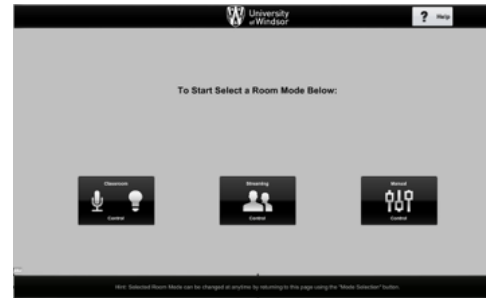 University
of Windsor
? Help
To Start Select a Room Mode Below:
Classroom
Control
Streaming
Control
Manual
Control
Hint: Selected Room Mode can be changed at anytime by returning to this page using the "Mode Selection" button.